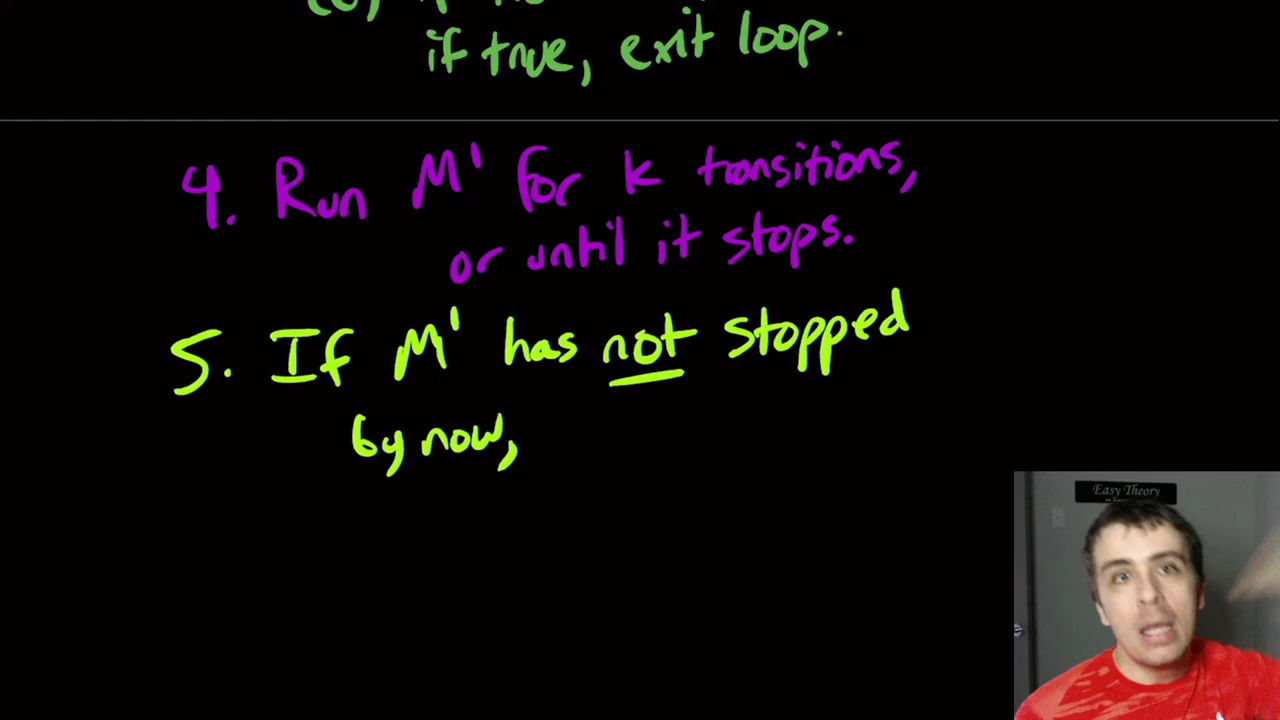 if true, exit loop.
4. Run M' for k transitions,
or until it stops.
5. If M' has not stopped
by now,
Easy Theory